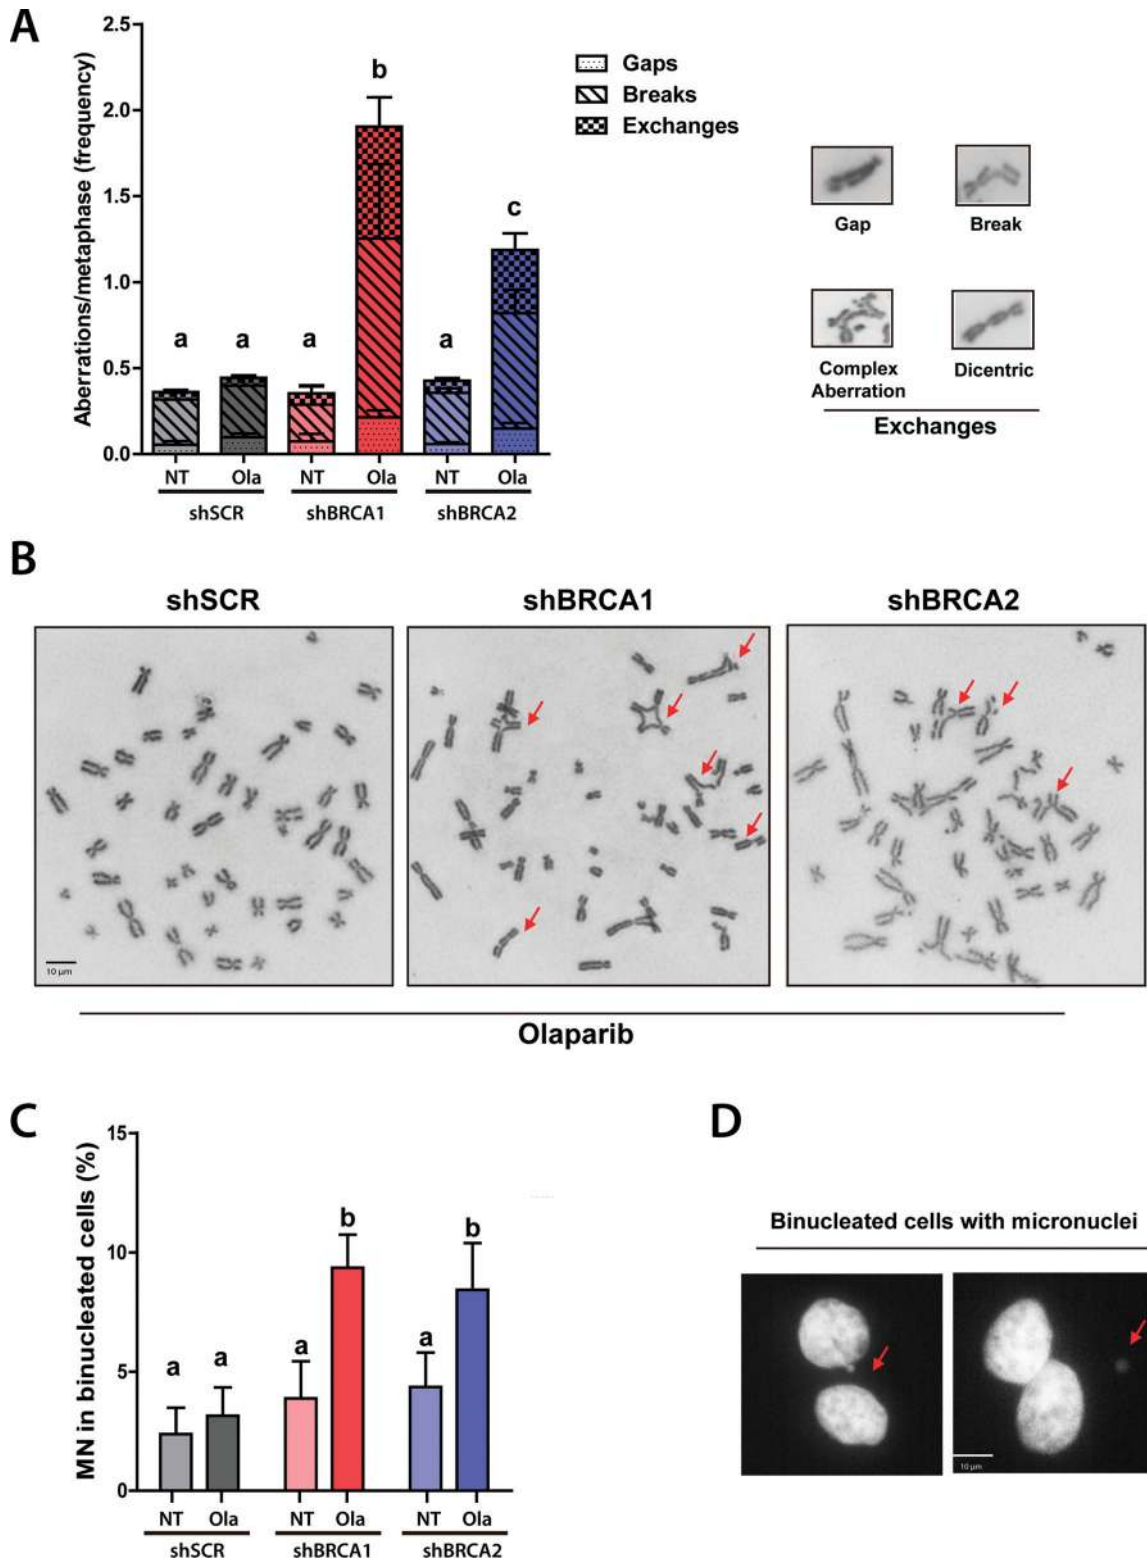 A
Aberrations/metaphase (frequency)
2.5
2.0
1.5
1.0
0.5
0.0
a
a
a
b
a
c
NT
Ola
NT
Ola
NT
Ola
shSCR
shBRCA1
shBRCA2
Gaps
Breaks
Exchanges
Gap
Break
Complex
Aberration
Dicentric
Exchanges
B
shSCR
shBRCA1
shBRCA2
10 µm
Olaparib
C
MN in binucleated cells (%)
15
10
5
0
a
a
a
b
a
b
NT
Ola
NT
Ola
NT
Ola
shSCR
shBRCA1
shBRCA2
D
Binucleated cells with micronuclei
10 µm